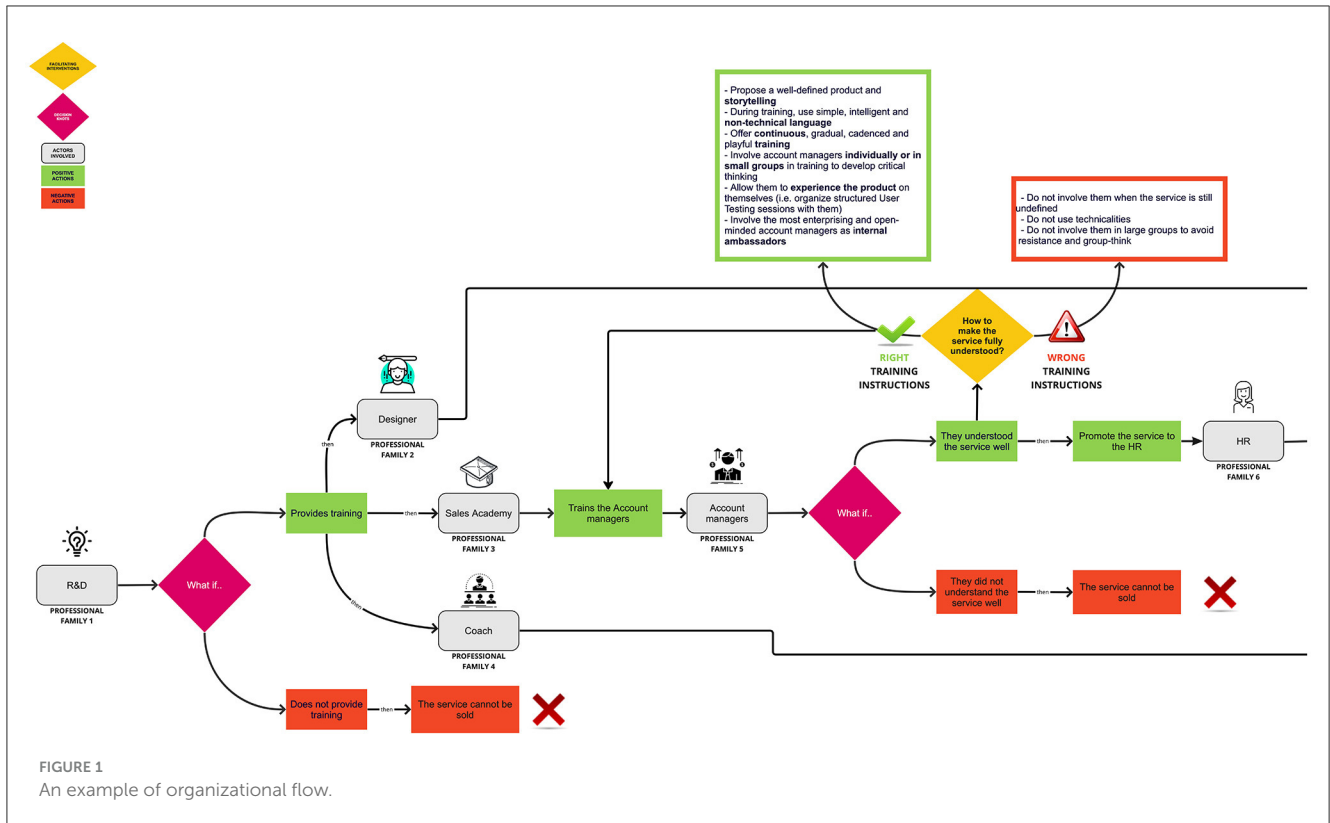 FACILITATING
INTERVENTIONS
DECISION
KNOTS
ACTORS
INVOLVED
POSITIVE
ACTIONS
NEGATIVE
ACTIONS
- Propose a well-defined product and
storytelling
- During training, use simple, intelligent and
non-technical language
- Offer continuous, gradual, cadenced and
playful training
- Involve account managers individually or in
small groups in training to develop critical
thinking
- Allow them to experience the product on
themselves (i.e. organize structured User
Testing sessions with them)
- Involve the most enterprising and open-
minded account managers as internal
ambassadors
- Do not involve them when the service is still
undefined
- Do not use technicalities
- Do not involve them in large groups to avoid
resistance and group-think
How to
make the
service fully
understood?
RIGHT
TRAINING
INSTRUCTIONS
WRONG
TRAINING
INSTRUCTIONS
Designer
PROFESSIONAL
FAMILY 2
then
They understood
the service well
then
Promote the service to
the HR
HR
PROFESSIONAL
FAMILY 6
Provides training
then
Sales Academy
PROFESSIONAL
FAMILY 3
Trains the Account
managers
Account
managers
PROFESSIONAL
FAMILY 5
What if..
R&D
PROFESSIONAL
FAMILY 1
What if..
They did not
understand the
service well
then
The service cannot be
sold
then
Coach
PROFESSIONAL
FAMILY 4
Does not provide
training
then
The service cannot be
sold
FIGURE 1
An example of organizational flow.